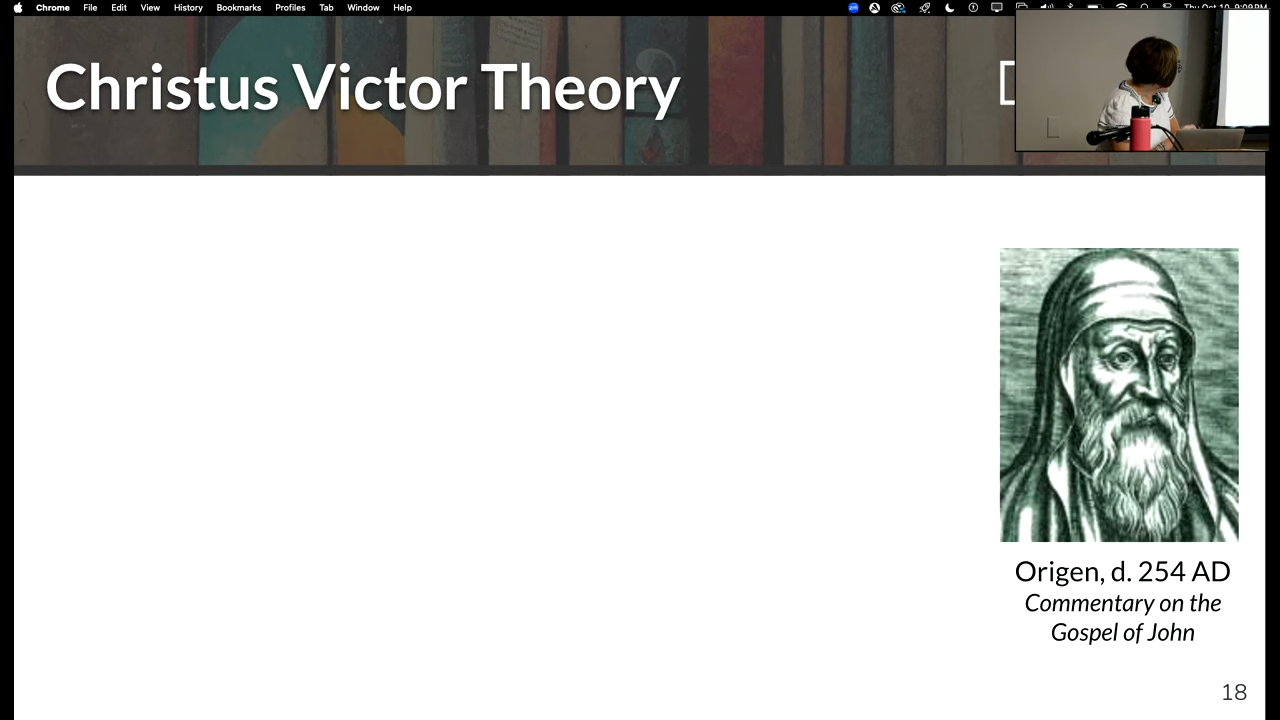 Chrome File Edit View History Bookmarks Profiles Tab Window Help
Christus Victor Theory
Origen, d. 254 AD
Commentary on the
Gospel of John
18